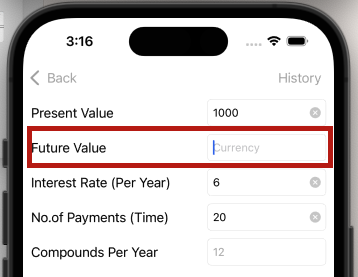 3:16
Back
History
Present Value 1000
Future Value Currency
Interest Rate (Per Year) 6
No.of Payments (Time) 20
Compounds Per Year 12